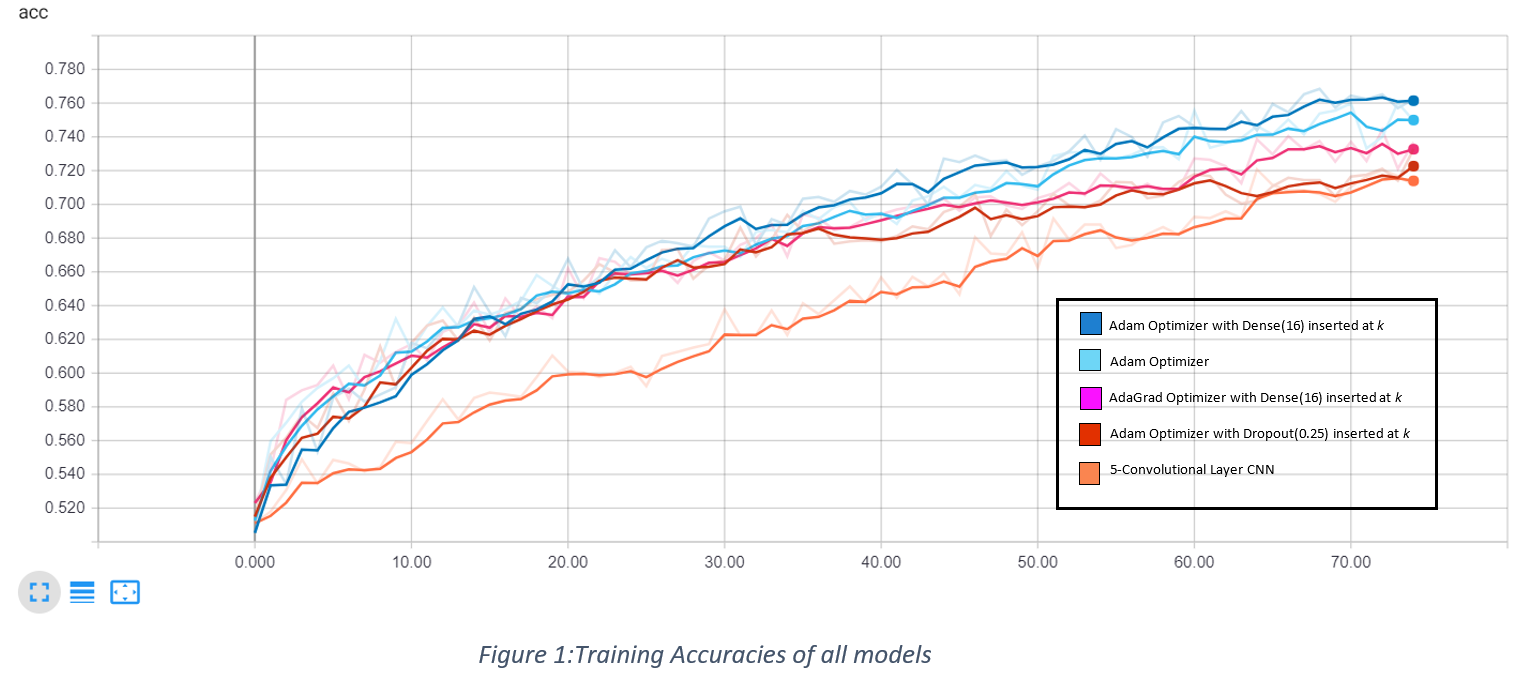 acc
0.780
0.760
0.740
0.720
0.700
0.680
0.660
0.640
0.620
0.600
0.580
0.560
0.540
0.520
0.000 10.00 20.00 30.00 40.00 50.00 60.00 70.00
Adam Optimizer with Dense(16) inserted at k
Adam Optimizer
AdaGrad Optimizer with Dense(16) inserted at k
Adam Optimizer with Dropout(0.25) inserted at k
5-Convolutional Layer CNN
Figure 1:Training Accuracies of all models